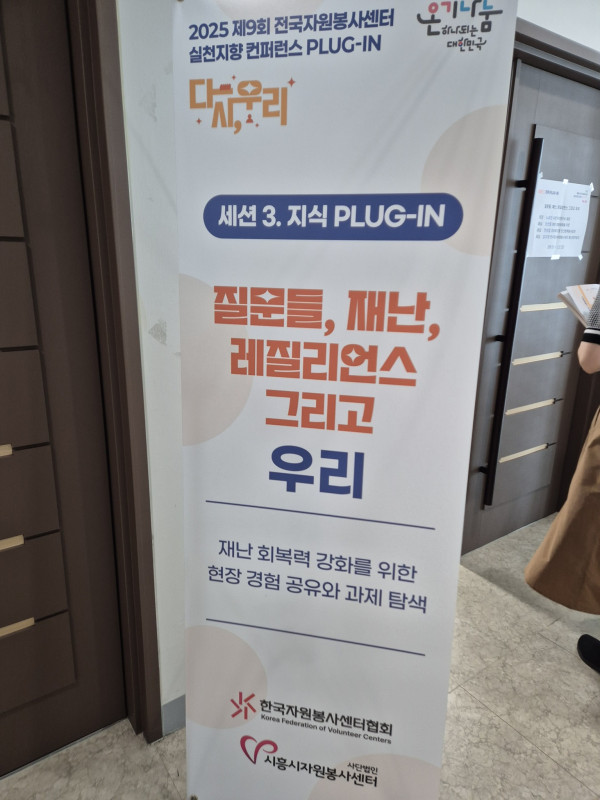 2025 제9회 전국자원봉사센터
실천지향 컨퍼런스 PLUG-IN
온기나눔
하나되는
대한민국
다시, 우리
세션 3. 지식 PLUG-IN
질문들, 재난,
레질리언스
그리고
우리
재난 회복력 강화를 위한
현장 경험 공유와 과제 탐색
한국자원봉사센터협회
Korea Federation of Volunteer Centers
사단법인
시흥시자원봉사센터